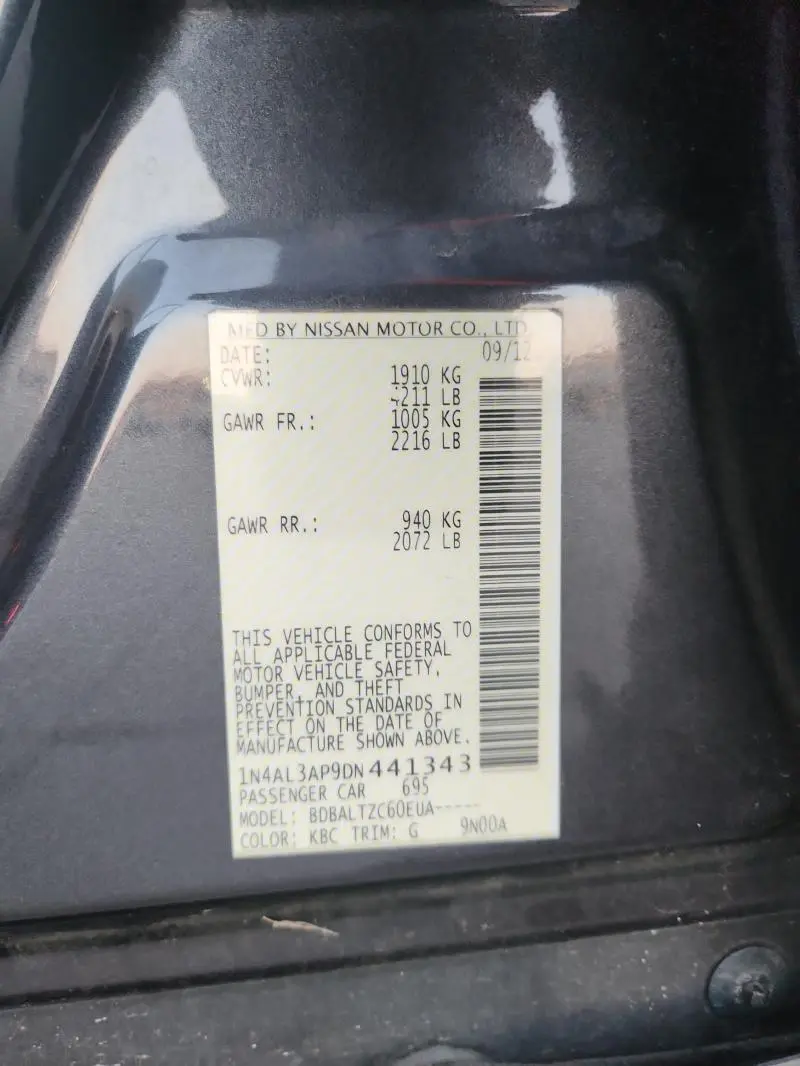 MFD BY NISSAN MOTOR CO., LTD
DATE: 09/12
GVWR: 1910 KG
4211 LB
GAWR FR.: 1005 KG
2216 LB
GAWR RR.: 940 KG
2072 LB
THIS VEHICLE CONFORMS TO
ALL APPLICABLE FEDERAL
MOTOR VEHICLE SAFETY,
BUMPER, AND THEFT
PREVENTION STANDARDS IN
EFFECT ON THE DATE OF
MANUFACTURE SHOWN ABOVE.
1N4AL3AP9DN441343
PASSENGER CAR 695
MODEL: BDBALTZC60EUA-----
COLOR: KBC TRIM: G 9N00A